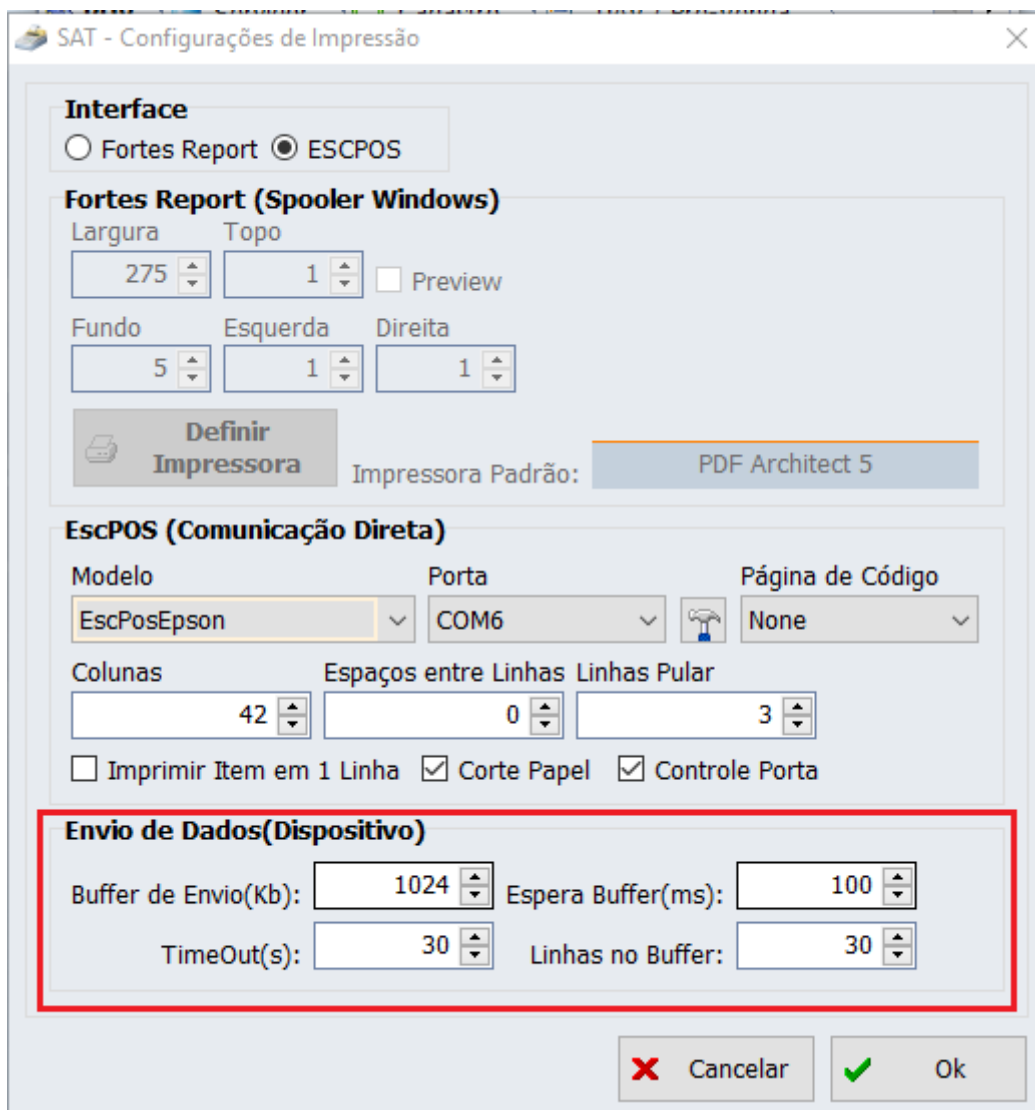 SAT - Configurações de Impressão
Interface
Fortes Report ESCPOS
Fortes Report (Spooler Windows)
Largura Topo
275 1 Preview
Fundo Esquerda Direita
5 1 1
Definir
Impressora
Impressora Padrão: PDF Architect 5
EscPOS (Comunicação Direta)
Modelo Porta Página de Código
EscPosEpson COM6 None
Colunas Espaços entre Linhas Linhas Pular
42 0 3
Imprimir Item em 1 Linha Corte Papel Controle Porta
Envio de Dados(Dispositivo)
Buffer de Envio(Kb): 1024 Espera Buffer(ms): 100
TimeOut(s): 30 Linhas no Buffer: 30
Cancelar Ok